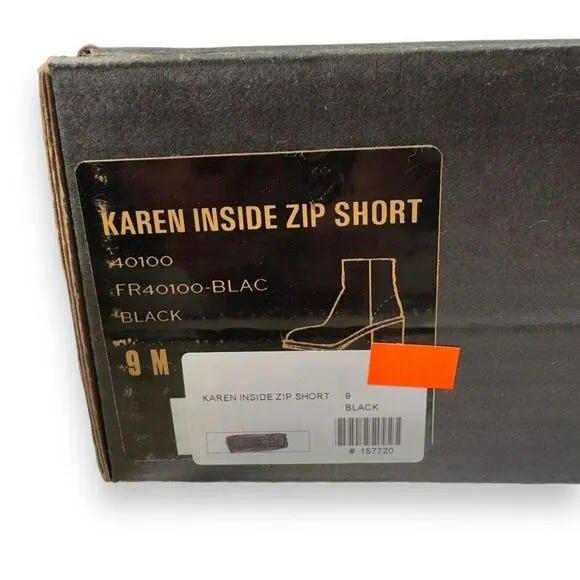 KAREN INSIDE ZIP SHORT
40100
FR40100-BLAC
BLACK
9 M
KAREN INSIDE ZIP SHORT 9
BLACK
# 157720